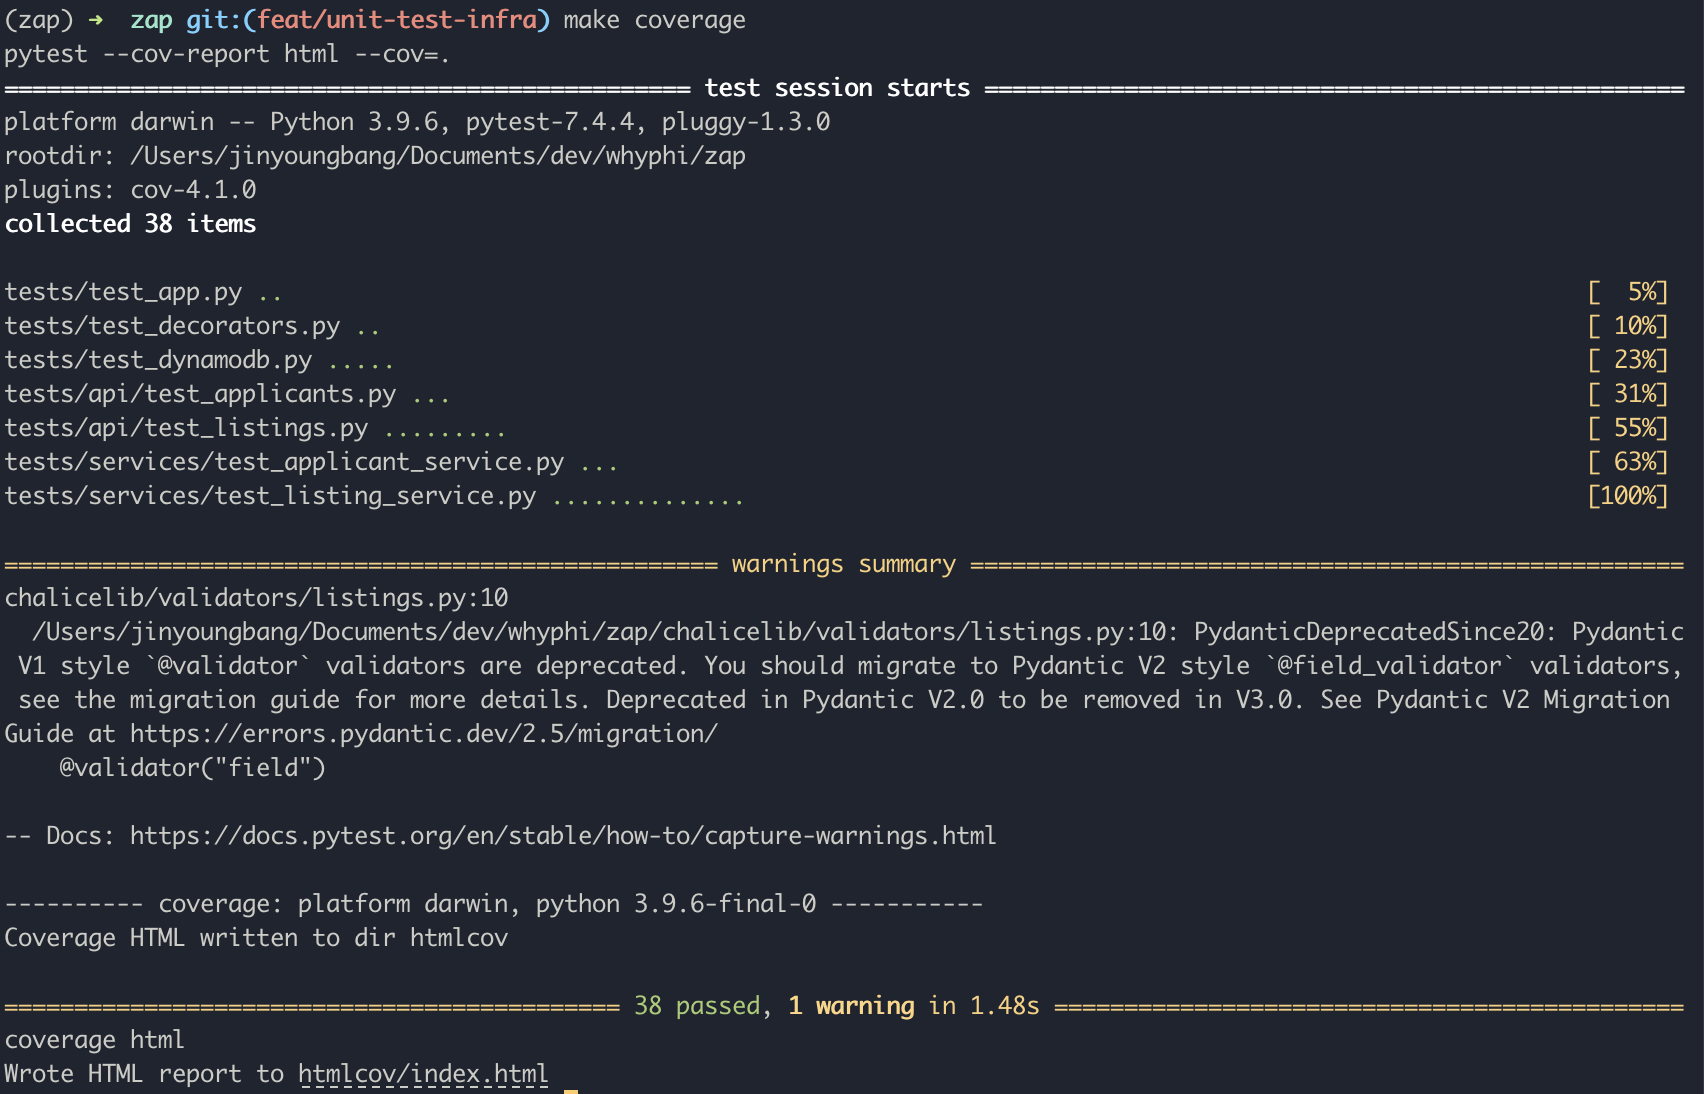 (zap) ➜  zap git:(feat/unit-test-infra) make coverage
pytest --cov-report html --cov=.
================================================= test session starts ==================================================
platform darwin -- Python 3.9.6, pytest-7.4.4, pluggy-1.3.0
rootdir: /Users/jinyoungbang/Documents/dev/whyphi/zap
plugins: cov-4.1.0
collected 38 items

tests/test_app.py ..                                                                                             [  5%]
tests/test_decorators.py ..                                                                                      [ 10%]
tests/test_dynamodb.py .....                                                                                     [ 23%]
tests/api/test_applicants.py ...                                                                                 [ 31%]
tests/api/test_listings.py .........                                                                             [ 55%]
tests/services/test_applicant_service.py ...                                                                     [ 63%]
tests/services/test_listing_service.py ..............                                                            [100%]

=================================================== warnings summary ===================================================
chalicelib/validators/listings.py:10
  /Users/jinyoungbang/Documents/dev/whyphi/zap/chalicelib/validators/listings.py:10: PydanticDeprecatedSince20: Pydantic
 V1 style `@validator` validators are deprecated. You should migrate to Pydantic V2 style `@field_validator` validators,
 see the migration guide for more details. Deprecated in Pydantic V2.0 to be removed in V3.0. See Pydantic V2 Migration
Guide at https://errors.pydantic.dev/2.5/migration/
    @validator("field")

-- Docs: https://docs.pytest.org/en/stable/how-to/capture-warnings.html

---------- coverage: platform darwin, python 3.9.6-final-0 -----------
Coverage HTML written to dir htmlcov

============================================ 38 passed, 1 warning in 1.48s =============================================
coverage html
Wrote HTML report to htmlcov/index.html